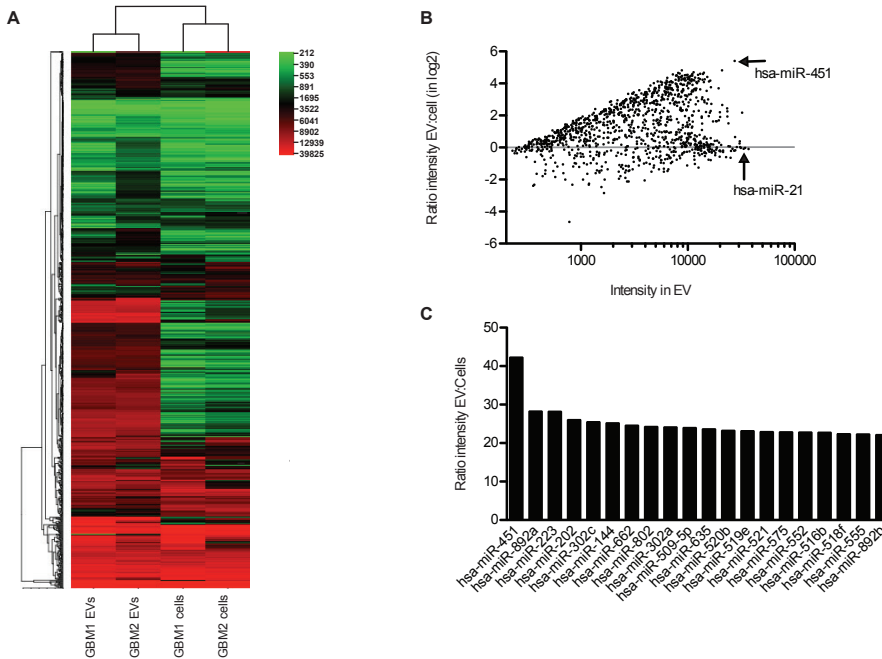 A
212
390
553
891
1695
3522
6041
8902
12939
39825
GBM1 EVs
GBM2 EVs
GBM1 cells
GBM2 cells
B
Ratio intensity EV:cell (in log2)
6
4
2
0
-2
-4
-6
1000
10000
100000
Intensity in EV
hsa-miR-451
hsa-miR-21
C
Ratio intensity EV:Cells
50
40
30
20
10
0
hsa-miR-451
hsa-miR-892a
hsa-miR-223
hsa-miR-202
hsa-miR-302c
hsa-miR-144
hsa-miR-662
hsa-miR-802
hsa-miR-302a
hsa-miR-509-5p
hsa-miR-635
hsa-miR-520b
hsa-miR-519e
hsa-miR-521
hsa-miR-575
hsa-miR-552
hsa-miR-516b
hsa-miR-518f
hsa-miR-555
hsa-miR-892b